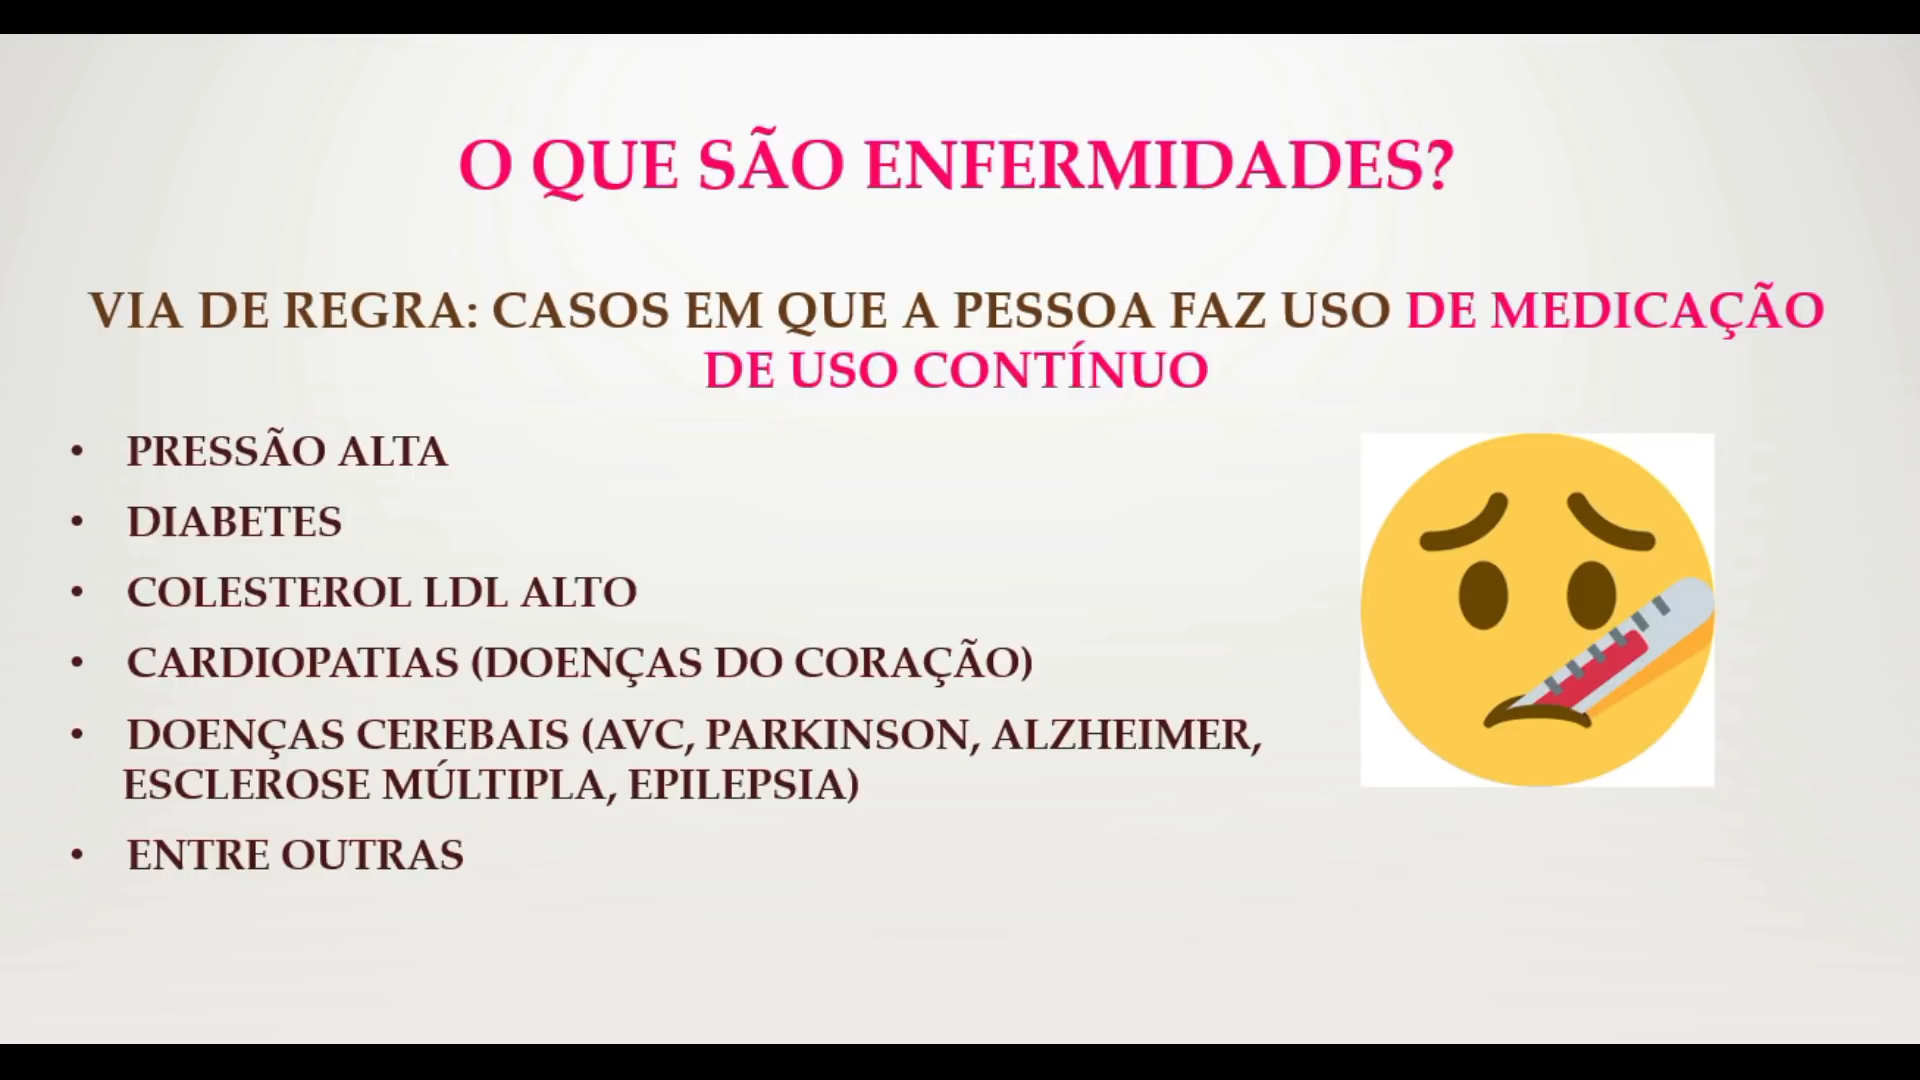 O QUE SÃO ENFERMIDADES?
VIA DE REGRA: CASOS EM QUE A PESSOA FAZ USO DE MEDICAÇÃO
DE USO CONTÍNUO
• PRESSÃO ALTA
• DIABETES
• COLESTEROL LDL ALTO
• CARDIOPATIAS (DOENÇAS DO CORAÇÃO)
• DOENÇAS CEREBAIS (AVC, PARKINSON, ALZHEIMER,
ESCLEROSE MÚLTIPLA, EPILEPSIA)
• ENTRE OUTRAS